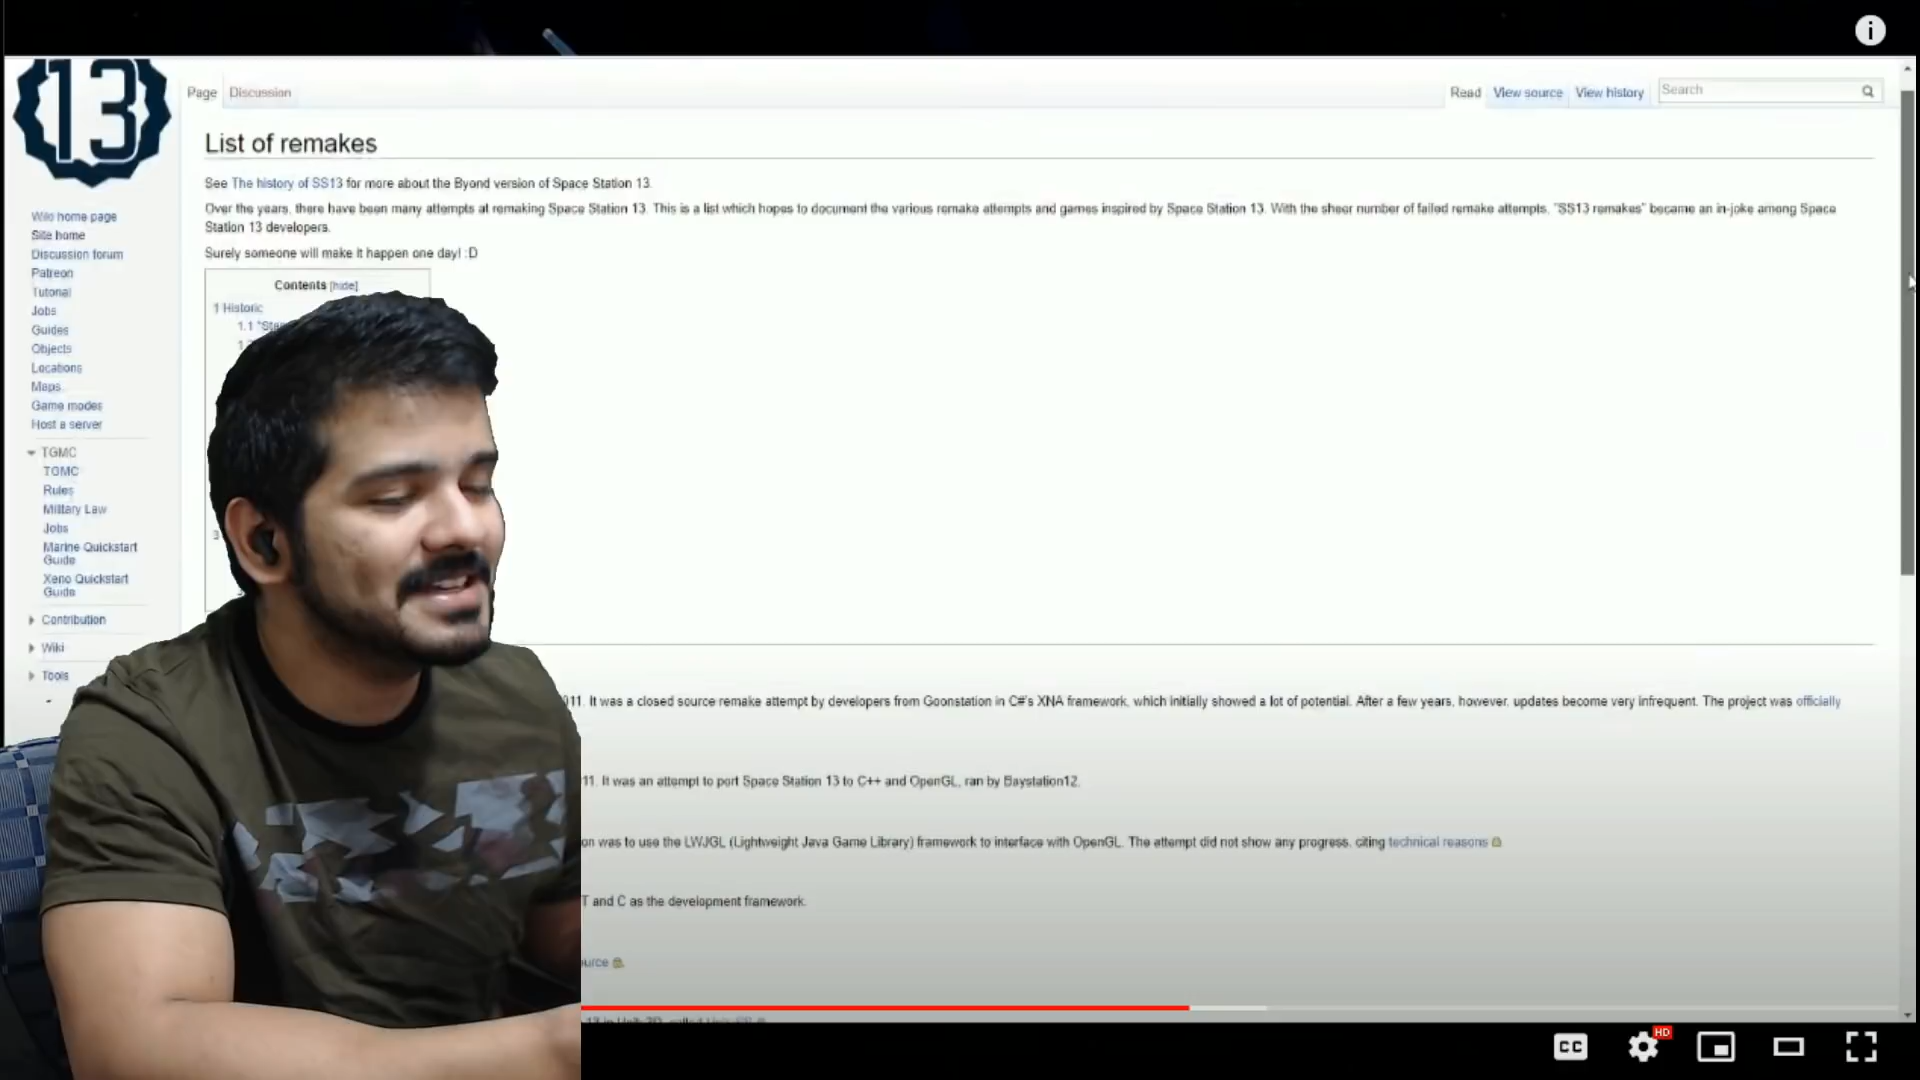 13
Page Discussion
Read View source View history Search
List of remakes
See The history of SS13 for more about the Byond version of Space Station 13.
Over the years, there have been many attempts at remaking Space Station 13. This is a list which hopes to document the various remake attempts and games inspired by Space Station 13. With the sheer number of failed remake attempts, "SS13 remakes" became an in-joke among Space
Station 13 developers.
Surely someone will make it happen one day! :D
Contents [hide]
1 Historic
1.1
Wiki home page
Site home
Discussion forum
Patreon
Tutorial
Jobs
Guides
Objects
Locations
Maps
Game modes
Host a server
TGMC
TGMC
Rules
Military Law
Jobs
Marine Quickstart
Guide
Xeno Quickstart
Guide
Contribution
Wiki
Tools
3
11. It was a closed source remake attempt by developers from Goonstation in C#'s XNA framework, which initially showed a lot of potential. After a few years, however, updates become very infrequent. The project was officially
11. It was an attempt to port Space Station 13 to C++ and OpenGL, ran by Baystation12.
on was to use the LWJGL (Lightweight Java Game Library) framework to interface with OpenGL. The attempt did not show any progress, citing technical reasons
T and C as the development framework.
urce
CC
HD